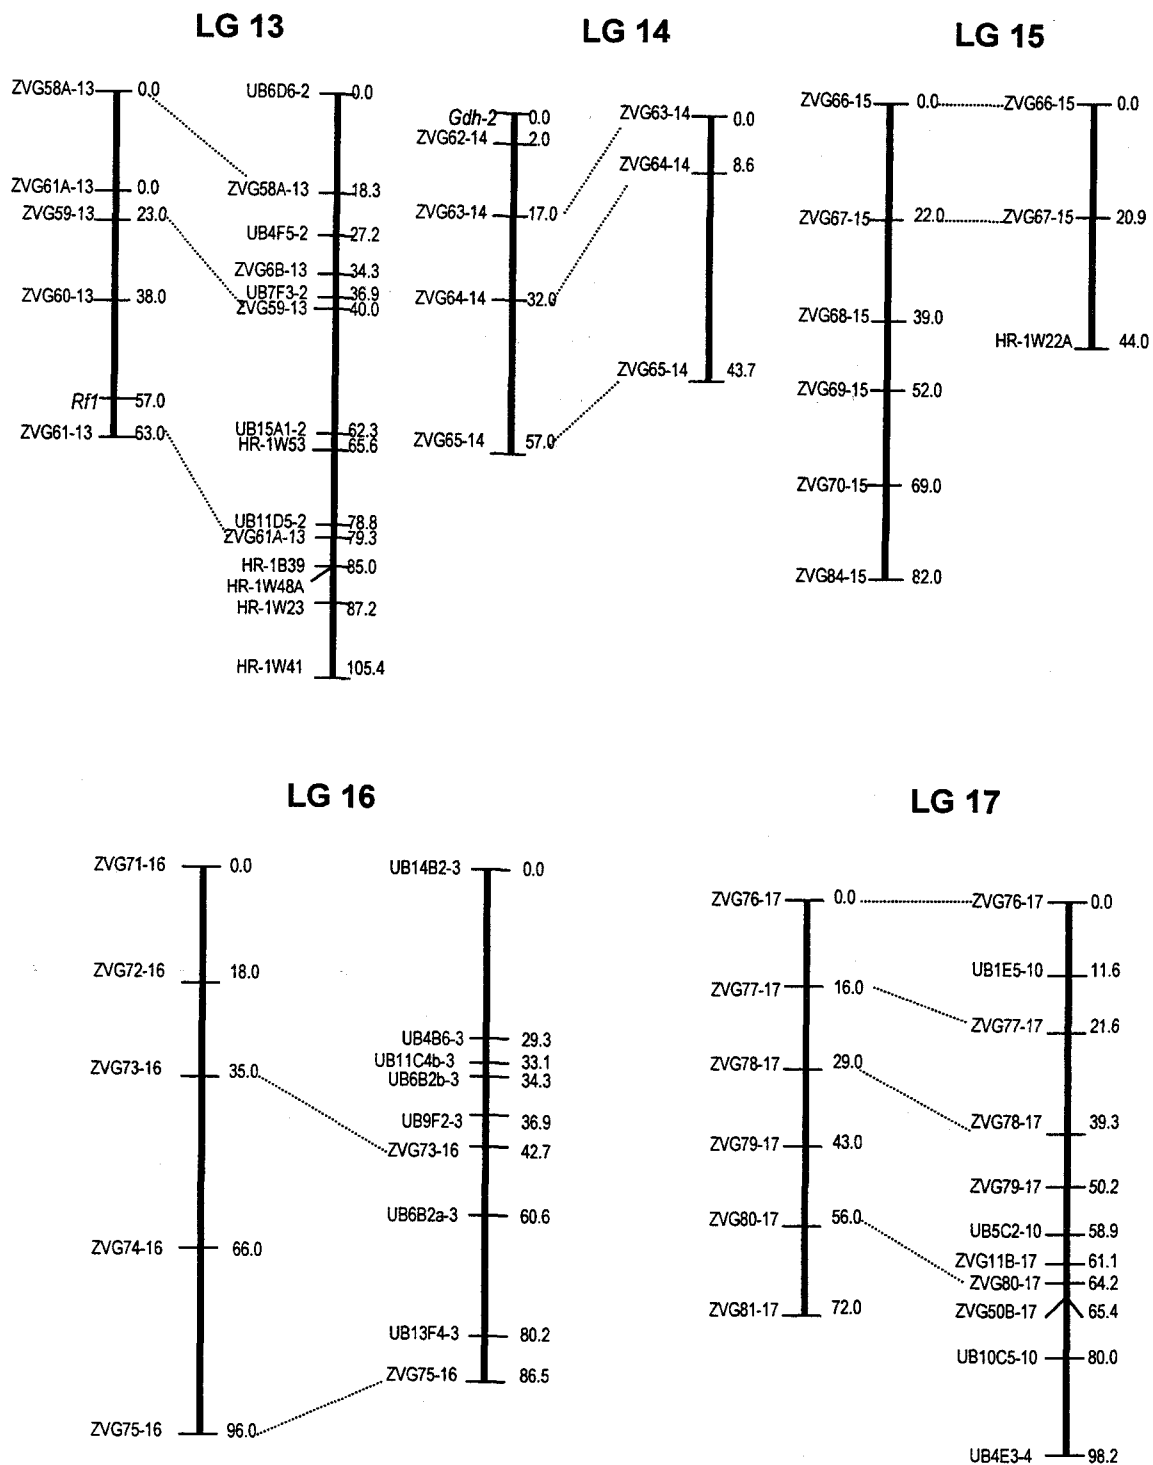 LG 13
ZVG58A-13 0.0
ZVG61A-13 0.0
ZVG59-13 23.0
ZVG60-13 38.0
Rf1 57.0
ZVG61-13 63.0
UB6D6-2 0.0
ZVG58A-13 18.3
UB4F5-2 27.2
ZVG6B-13 34.3
UB7F3-2 36.9
ZVG59-13 40.0
UB15A1-2 62.3
HR-1W53 65.6
UB11D5-2 78.8
ZVG61A-13 79.3
HR-1B39 85.0
HR-1W48A
HR-1W23 87.2
HR-1W41 105.4
LG 14
Gdh-2 0.0
ZVG62-14 2.0
ZVG63-14 17.0
ZVG64-14 32.0
ZVG65-14 57.0
ZVG63-14 0.0
ZVG64-14 8.6
ZVG65-14 43.7
LG 15
ZVG66-15 0.0
ZVG67-15 22.0
ZVG68-15 39.0
ZVG69-15 52.0
ZVG70-15 69.0
ZVG84-15 82.0
ZVG66-15 0.0
ZVG67-15 20.9
HR-1W22A 44.0
LG 16
ZVG71-16 0.0
ZVG72-16 18.0
ZVG73-16 35.0
ZVG74-16 66.0
ZVG75-16 96.0
UB14B2-3 0.0
UB4B6-3 29.3
UB11C4b-3 33.1
UB6B2b-3 34.3
UB9F2-3 36.9
ZVG73-16 42.7
UB6B2a-3 60.6
UB13F4-3 80.2
ZVG75-16 86.5
LG 17
ZVG76-17 0.0
ZVG77-17 16.0
ZVG78-17 29.0
ZVG79-17 43.0
ZVG80-17 56.0
ZVG81-17 72.0
ZVG76-17 0.0
UB1E5-10 11.6
ZVG77-17 21.6
ZVG78-17 39.3
ZVG79-17 50.2
UB5C2-10 58.9
ZVG11B-17 61.1
ZVG80-17 64.2
ZVG50B-17 65.4
UB10C5-10 80.0
UB4E3-4 98.2